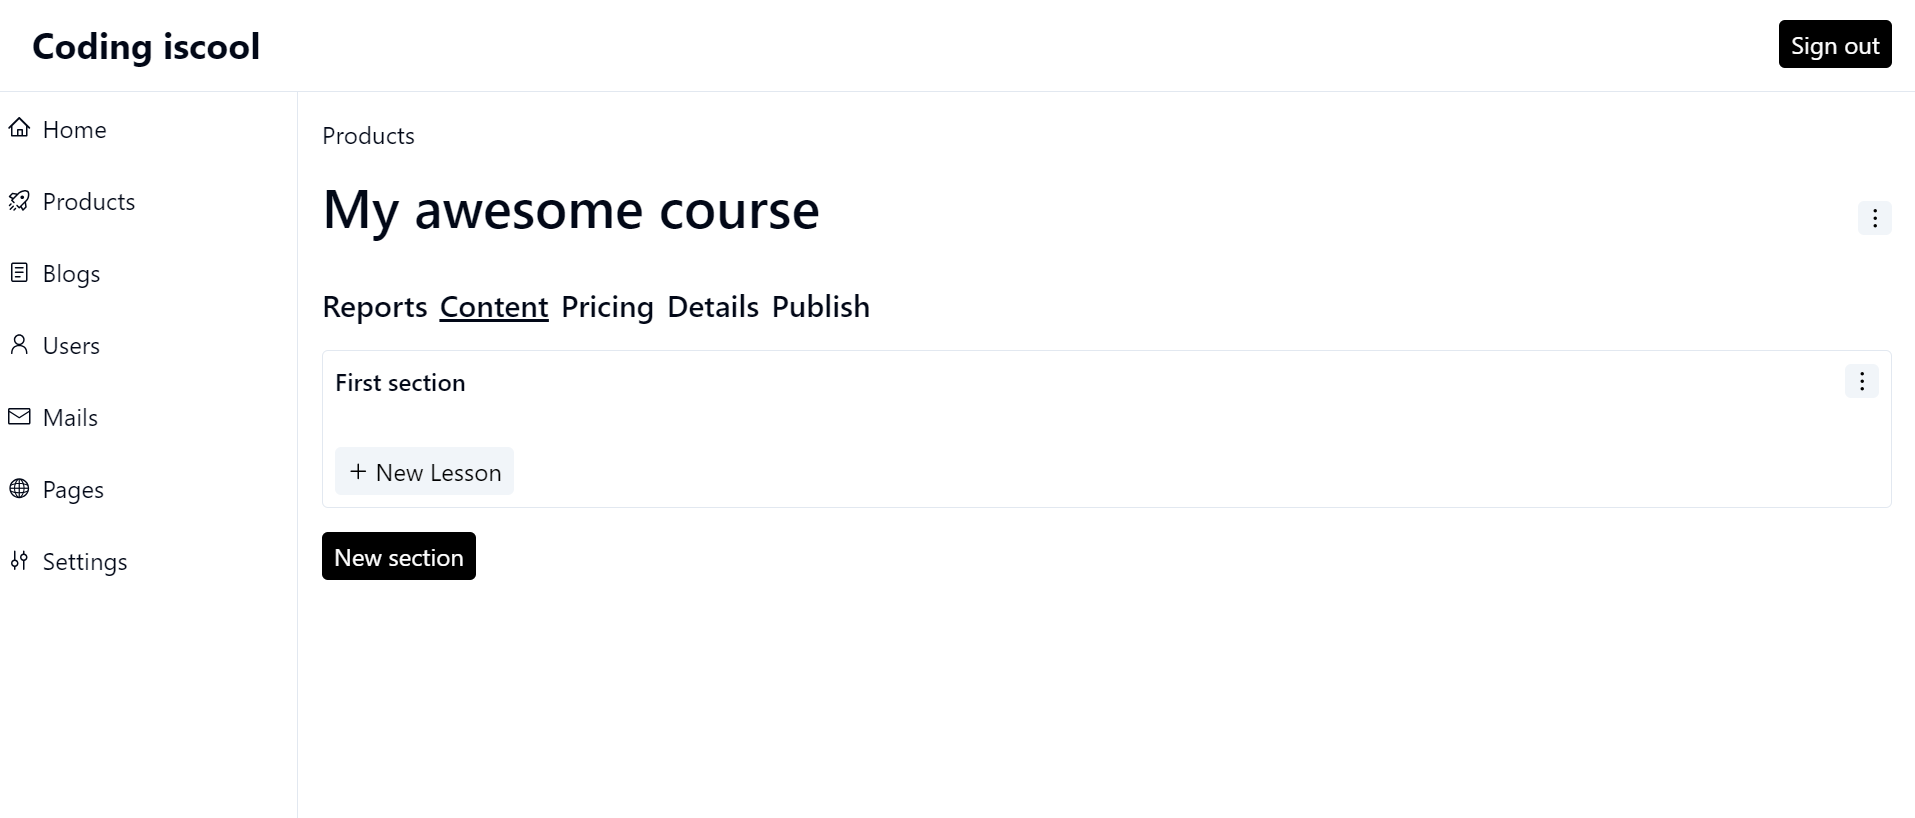 Coding iscool
Sign out
Home
Products
Blogs
Users
Mails
Pages
Settings
Products
My awesome course
Reports Content Pricing Details Publish
First section
+ New Lesson
New section